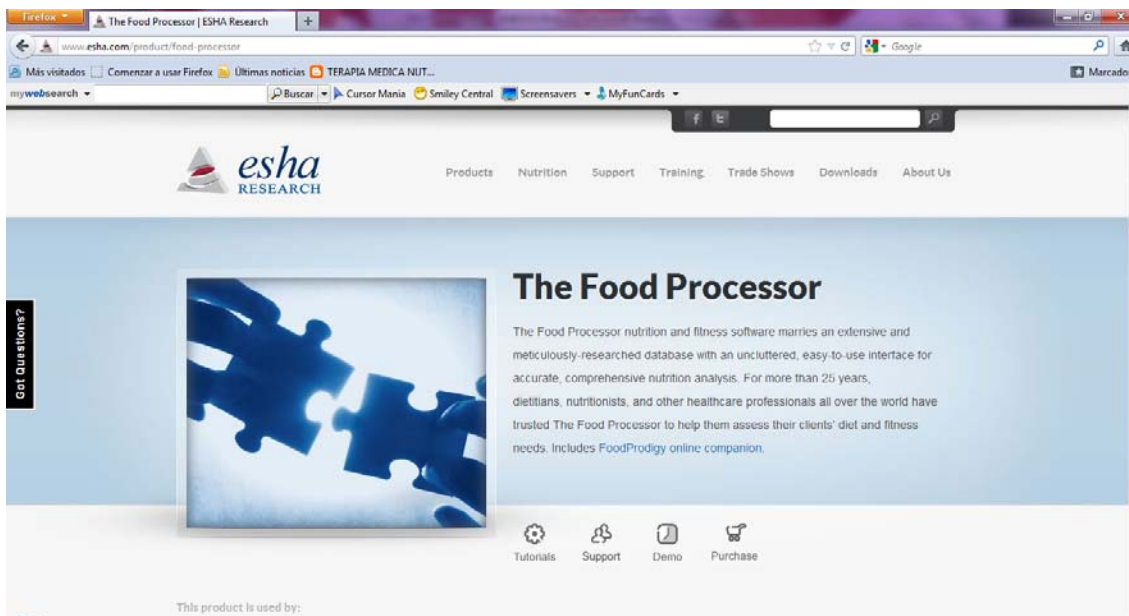 Firefox
The Food Processor | ESHA Research
www.esha.com/product/food-processor
Google
Más visitados Comenzar a usar Firefox Últimas noticias TERAPIA MEDICA NUT...
Marcado
mywebsearch Buscar Cursor Mania Smiley Central Screensavers MyFunCards
esha
RESEARCH
Products Nutrition Support Training Trade Shows Downloads About Us
Got Questions?
The Food Processor
The Food Processor nutrition and fitness software marries an extensive and
meticulously-researched database with an uncluttered, easy-to-use interface for
accurate, comprehensive nutrition analysis. For more than 25 years,
dietitians, nutritionists, and other healthcare professionals all over the world have
trusted The Food Processor to help them assess their clients' diet and fitness
needs. Includes FoodProdigy online companion.
Tutorials Support Demo Purchase
This product is used by: